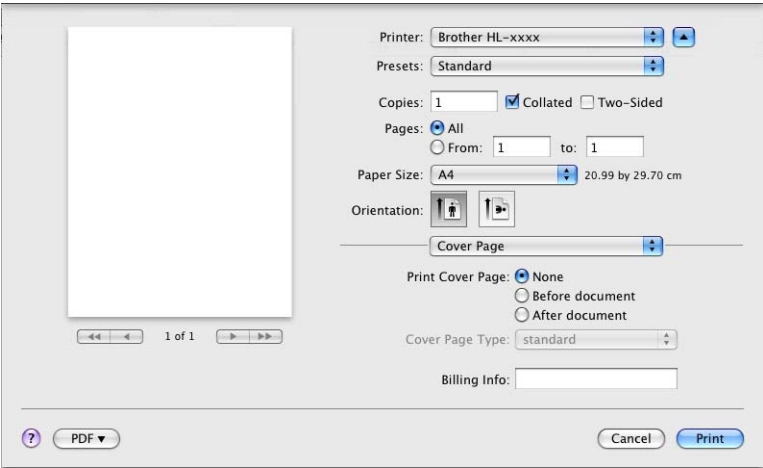 Printer: Brother HL-xxxx
Presets: Standard
Copies: 1 Collated Two-Sided
Pages: All
From: 1 to: 1
Paper Size: A4 20.99 by 29.70 cm
Orientation:
Cover Page
Print Cover Page: None
Before document
After document
1 of 1
Cover Page Type: standard
Billing Info:
? PDF ▼ Cancel Print